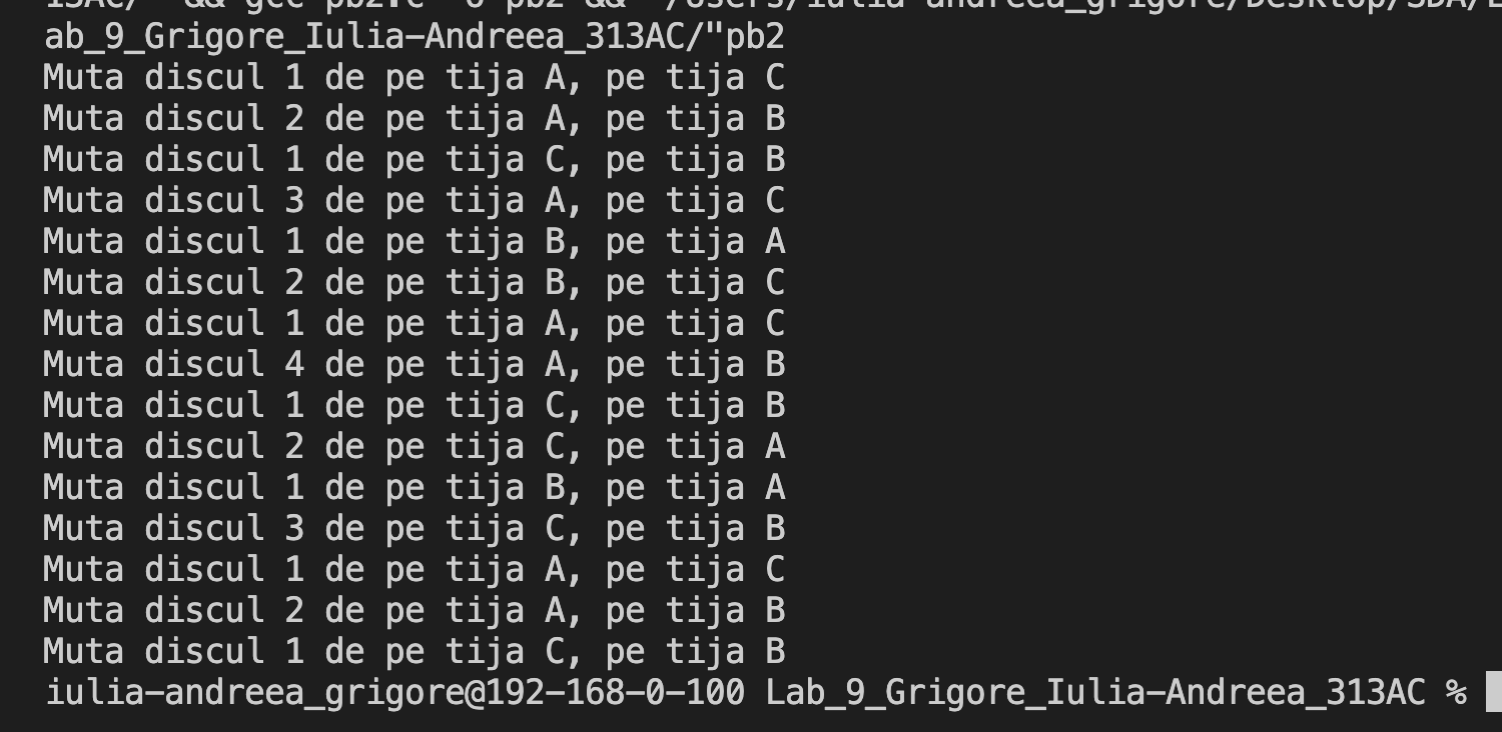 13AC/" && gcc pb2.c -o pb2 && "/Users/iulia-andreea_grigore/Desktop/SDA/L
ab_9_Grigore_Iulia-Andreea_313AC/"pb2
Muta discul 1 de pe tija A, pe tija C
Muta discul 2 de pe tija A, pe tija B
Muta discul 1 de pe tija C, pe tija B
Muta discul 3 de pe tija A, pe tija C
Muta discul 1 de pe tija B, pe tija A
Muta discul 2 de pe tija B, pe tija C
Muta discul 1 de pe tija A, pe tija C
Muta discul 4 de pe tija A, pe tija B
Muta discul 1 de pe tija C, pe tija B
Muta discul 2 de pe tija C, pe tija A
Muta discul 1 de pe tija B, pe tija A
Muta discul 3 de pe tija C, pe tija B
Muta discul 1 de pe tija A, pe tija C
Muta discul 2 de pe tija A, pe tija B
Muta discul 1 de pe tija C, pe tija B
iulia-andreea_grigore@192-168-0-100 Lab_9_Grigore_Iulia-Andreea_313AC %